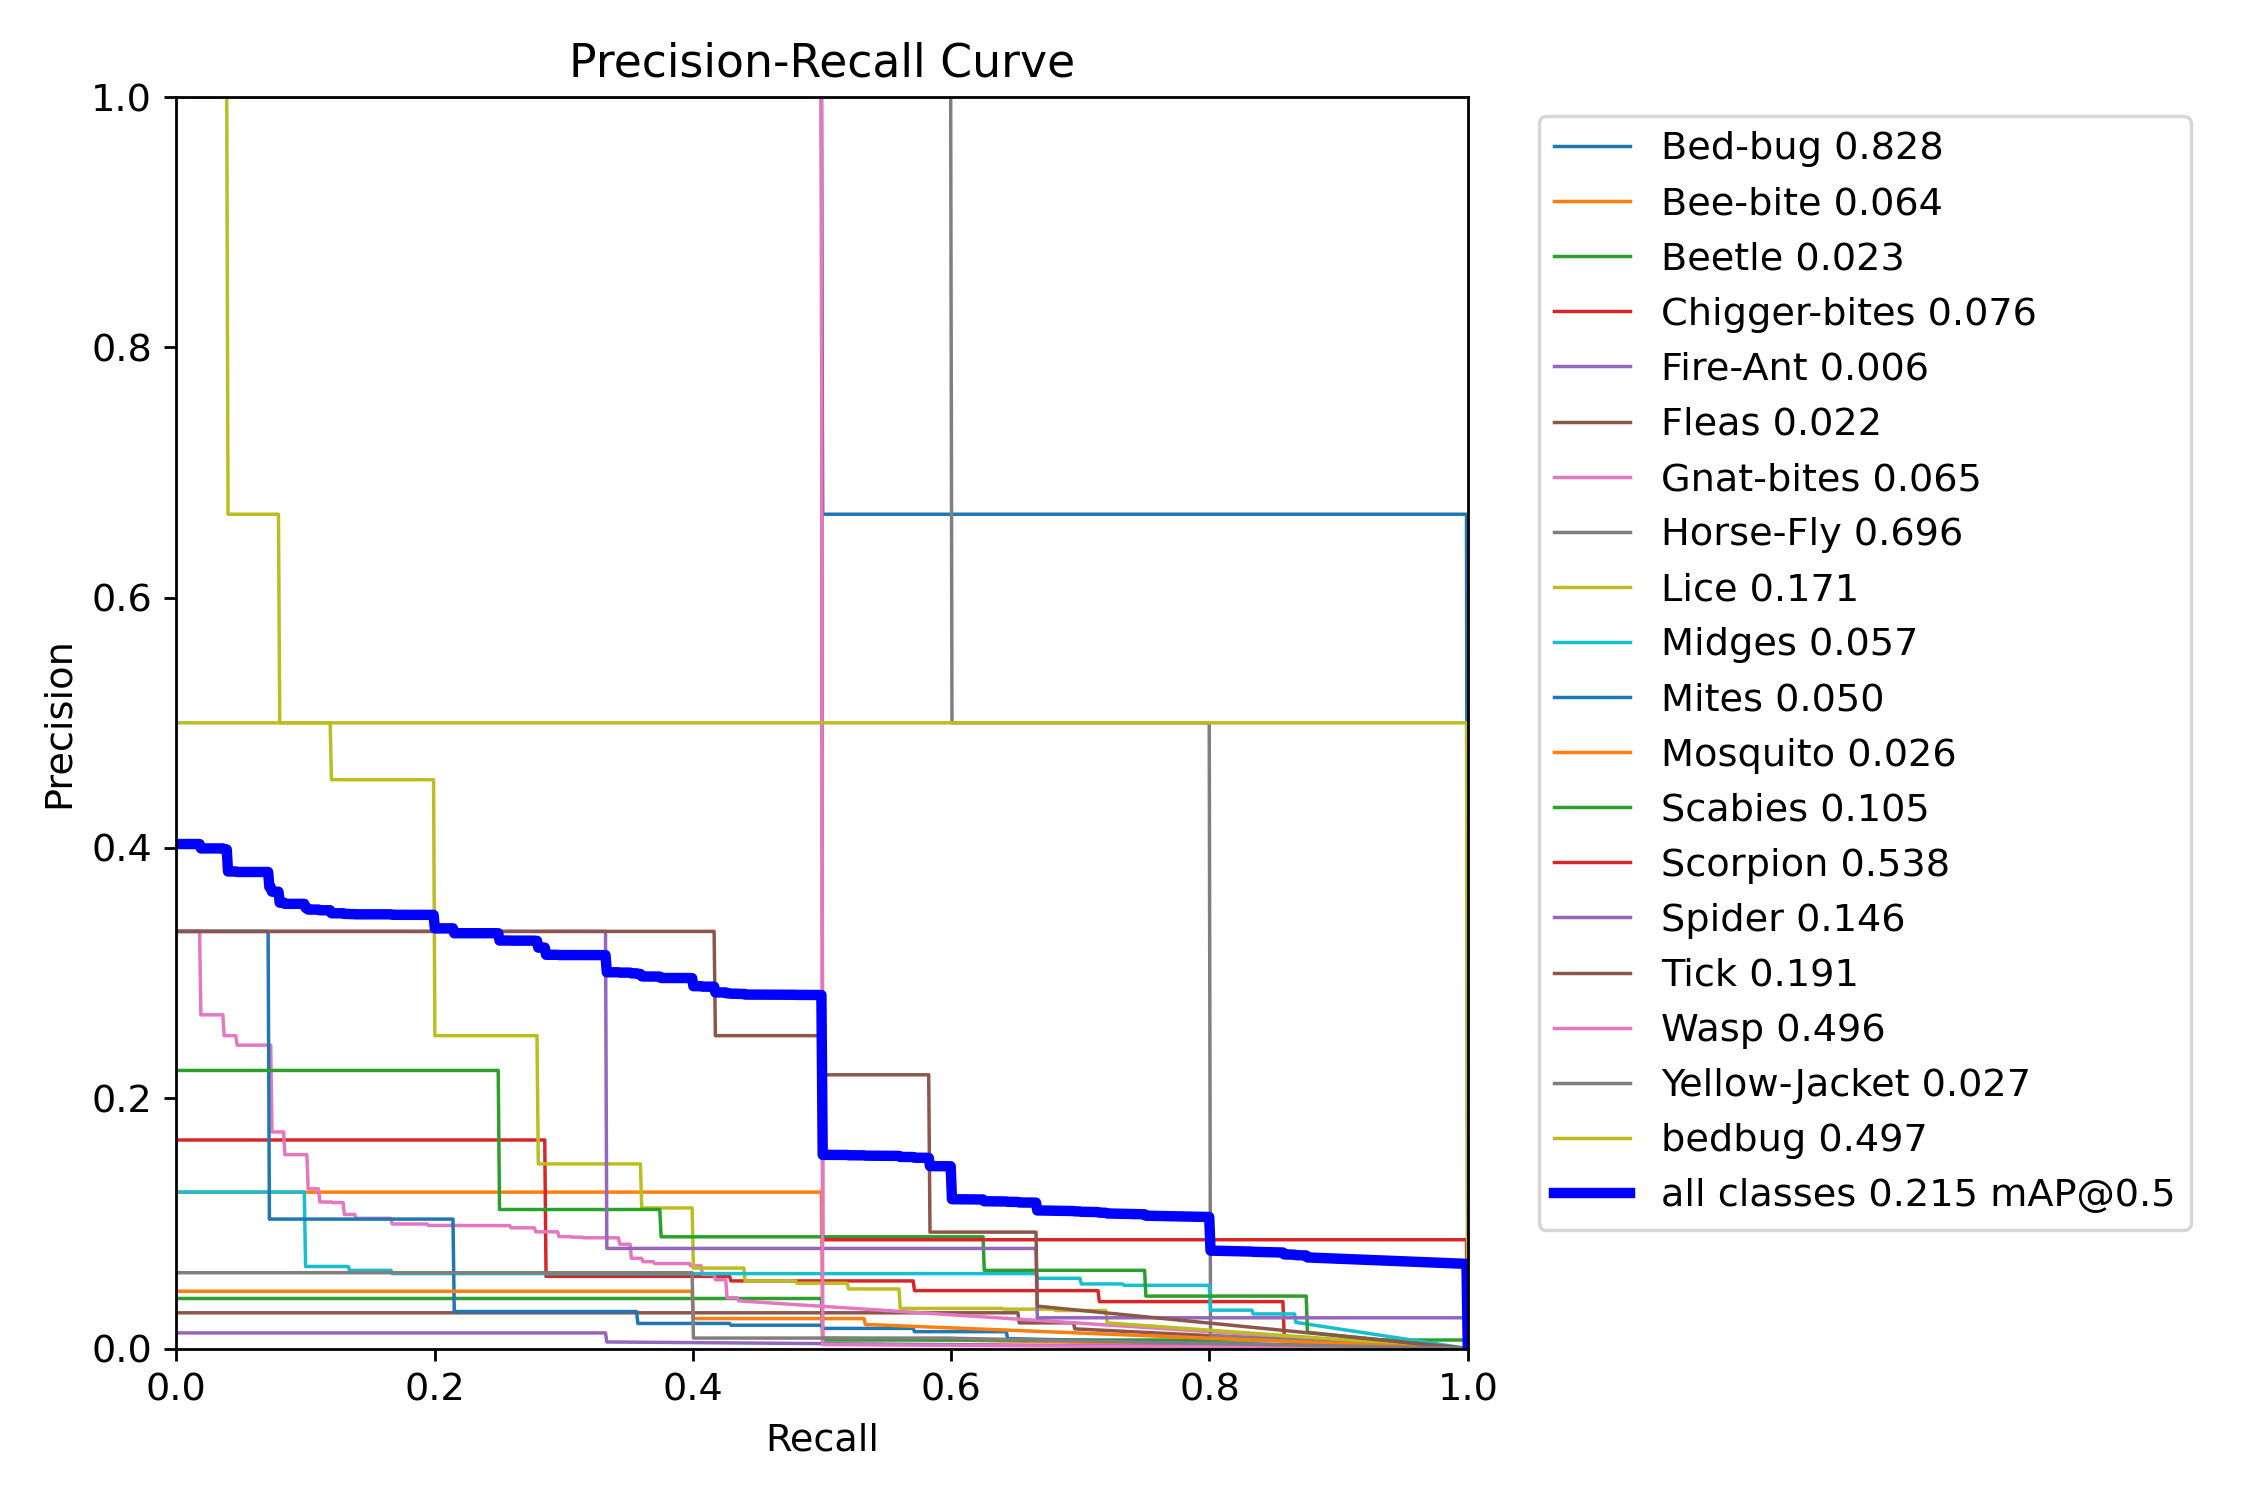 Precision-Recall Curve
1.0
0.8
0.6
0.4
0.2
0.0
Precision
0.0 0.2 0.4 0.6 0.8 1.0
Recall
Bed-bug 0.828
Bee-bite 0.064
Beetle 0.023
Chigger-bites 0.076
Fire-Ant 0.006
Fleas 0.022
Gnat-bites 0.065
Horse-Fly 0.696
Lice 0.171
Midges 0.057
Mites 0.050
Mosquito 0.026
Scabies 0.105
Scorpion 0.538
Spider 0.146
Tick 0.191
Wasp 0.496
Yellow-Jacket 0.027
bedbug 0.497
all classes 0.215 mAP@0.5